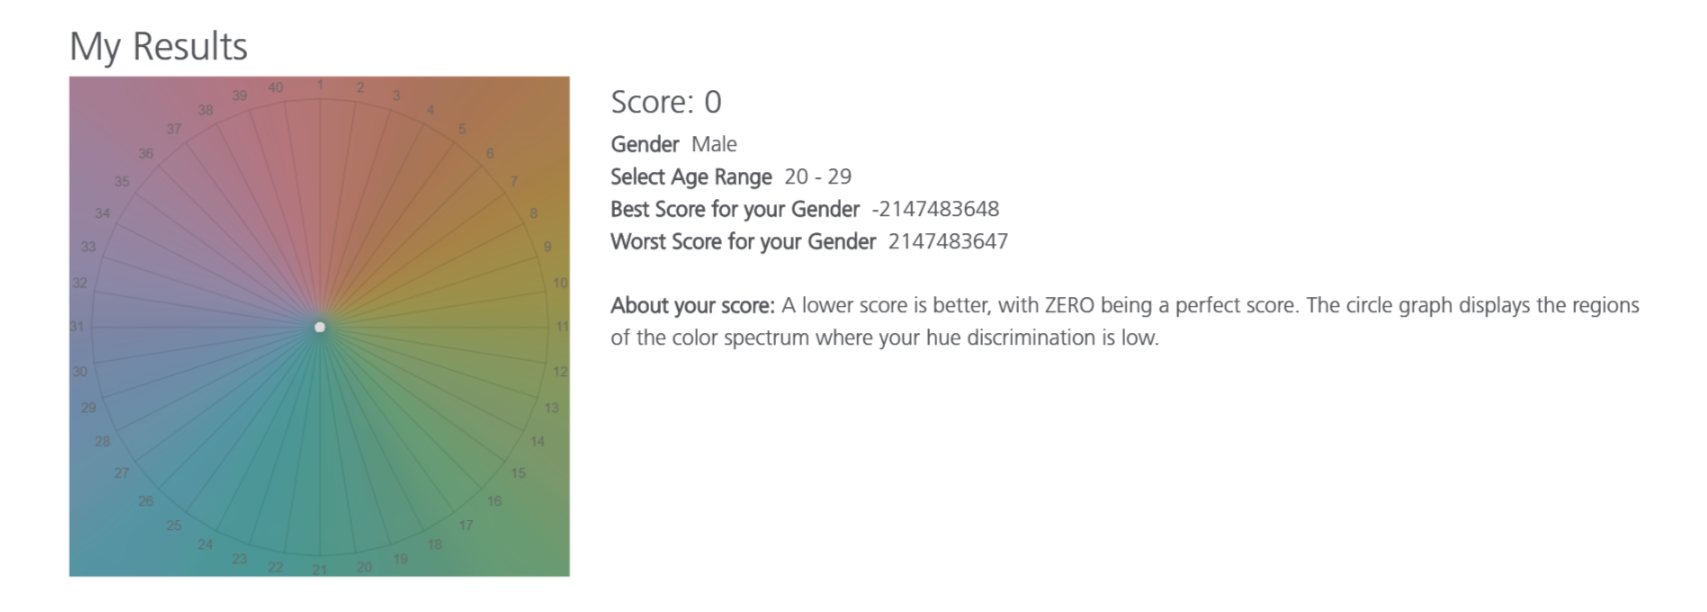 My Results
40 1 2
39 3
38 4
37 5
36 6
35 7
34 8
33 9
32 10
31 11
30 12
29 13
28 14
27 15
26 16
25 17
24 18
23 19
22 21 20
Score: 0
Gender Male
Select Age Range 20 - 29
Best Score for your Gender -2147483648
Worst Score for your Gender 2147483647
About your score: A lower score is better, with ZERO being a perfect score. The circle graph displays the regions
of the color spectrum where your hue discrimination is low.